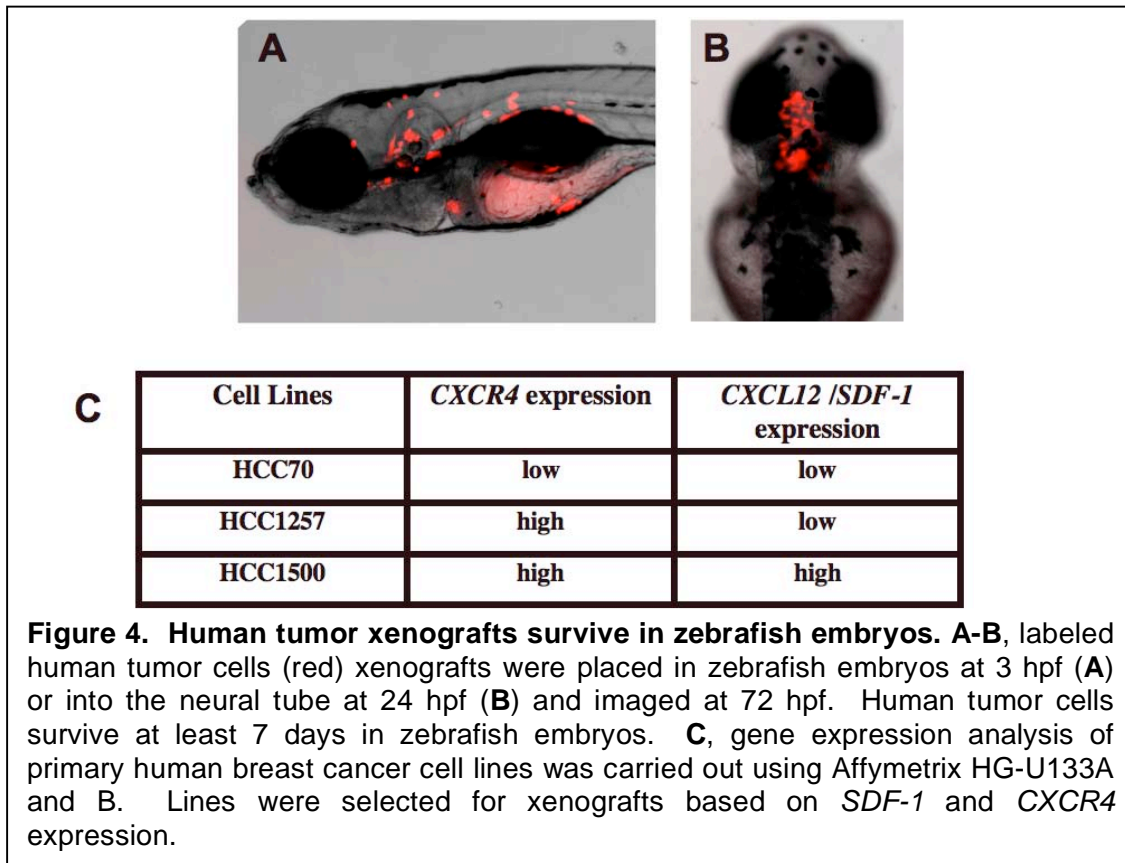 A
B
C
Cell Lines CXCR4 expression CXCL12 /SDF-1 expression
HCC70 low low
HCC1257 high low
HCC1500 high high
Figure 4. Human tumor xenografts survive in zebrafish embryos. A-B, labeled
human tumor cells (red) xenografts were placed in zebrafish embryos at 3 hpf (A)
or into the neural tube at 24 hpf (B) and imaged at 72 hpf. Human tumor cells
survive at least 7 days in zebrafish embryos. C, gene expression analysis of
primary human breast cancer cell lines was carried out using Affymetrix HG-U133A
and B. Lines were selected for xenografts based on SDF-1 and CXCR4
expression.